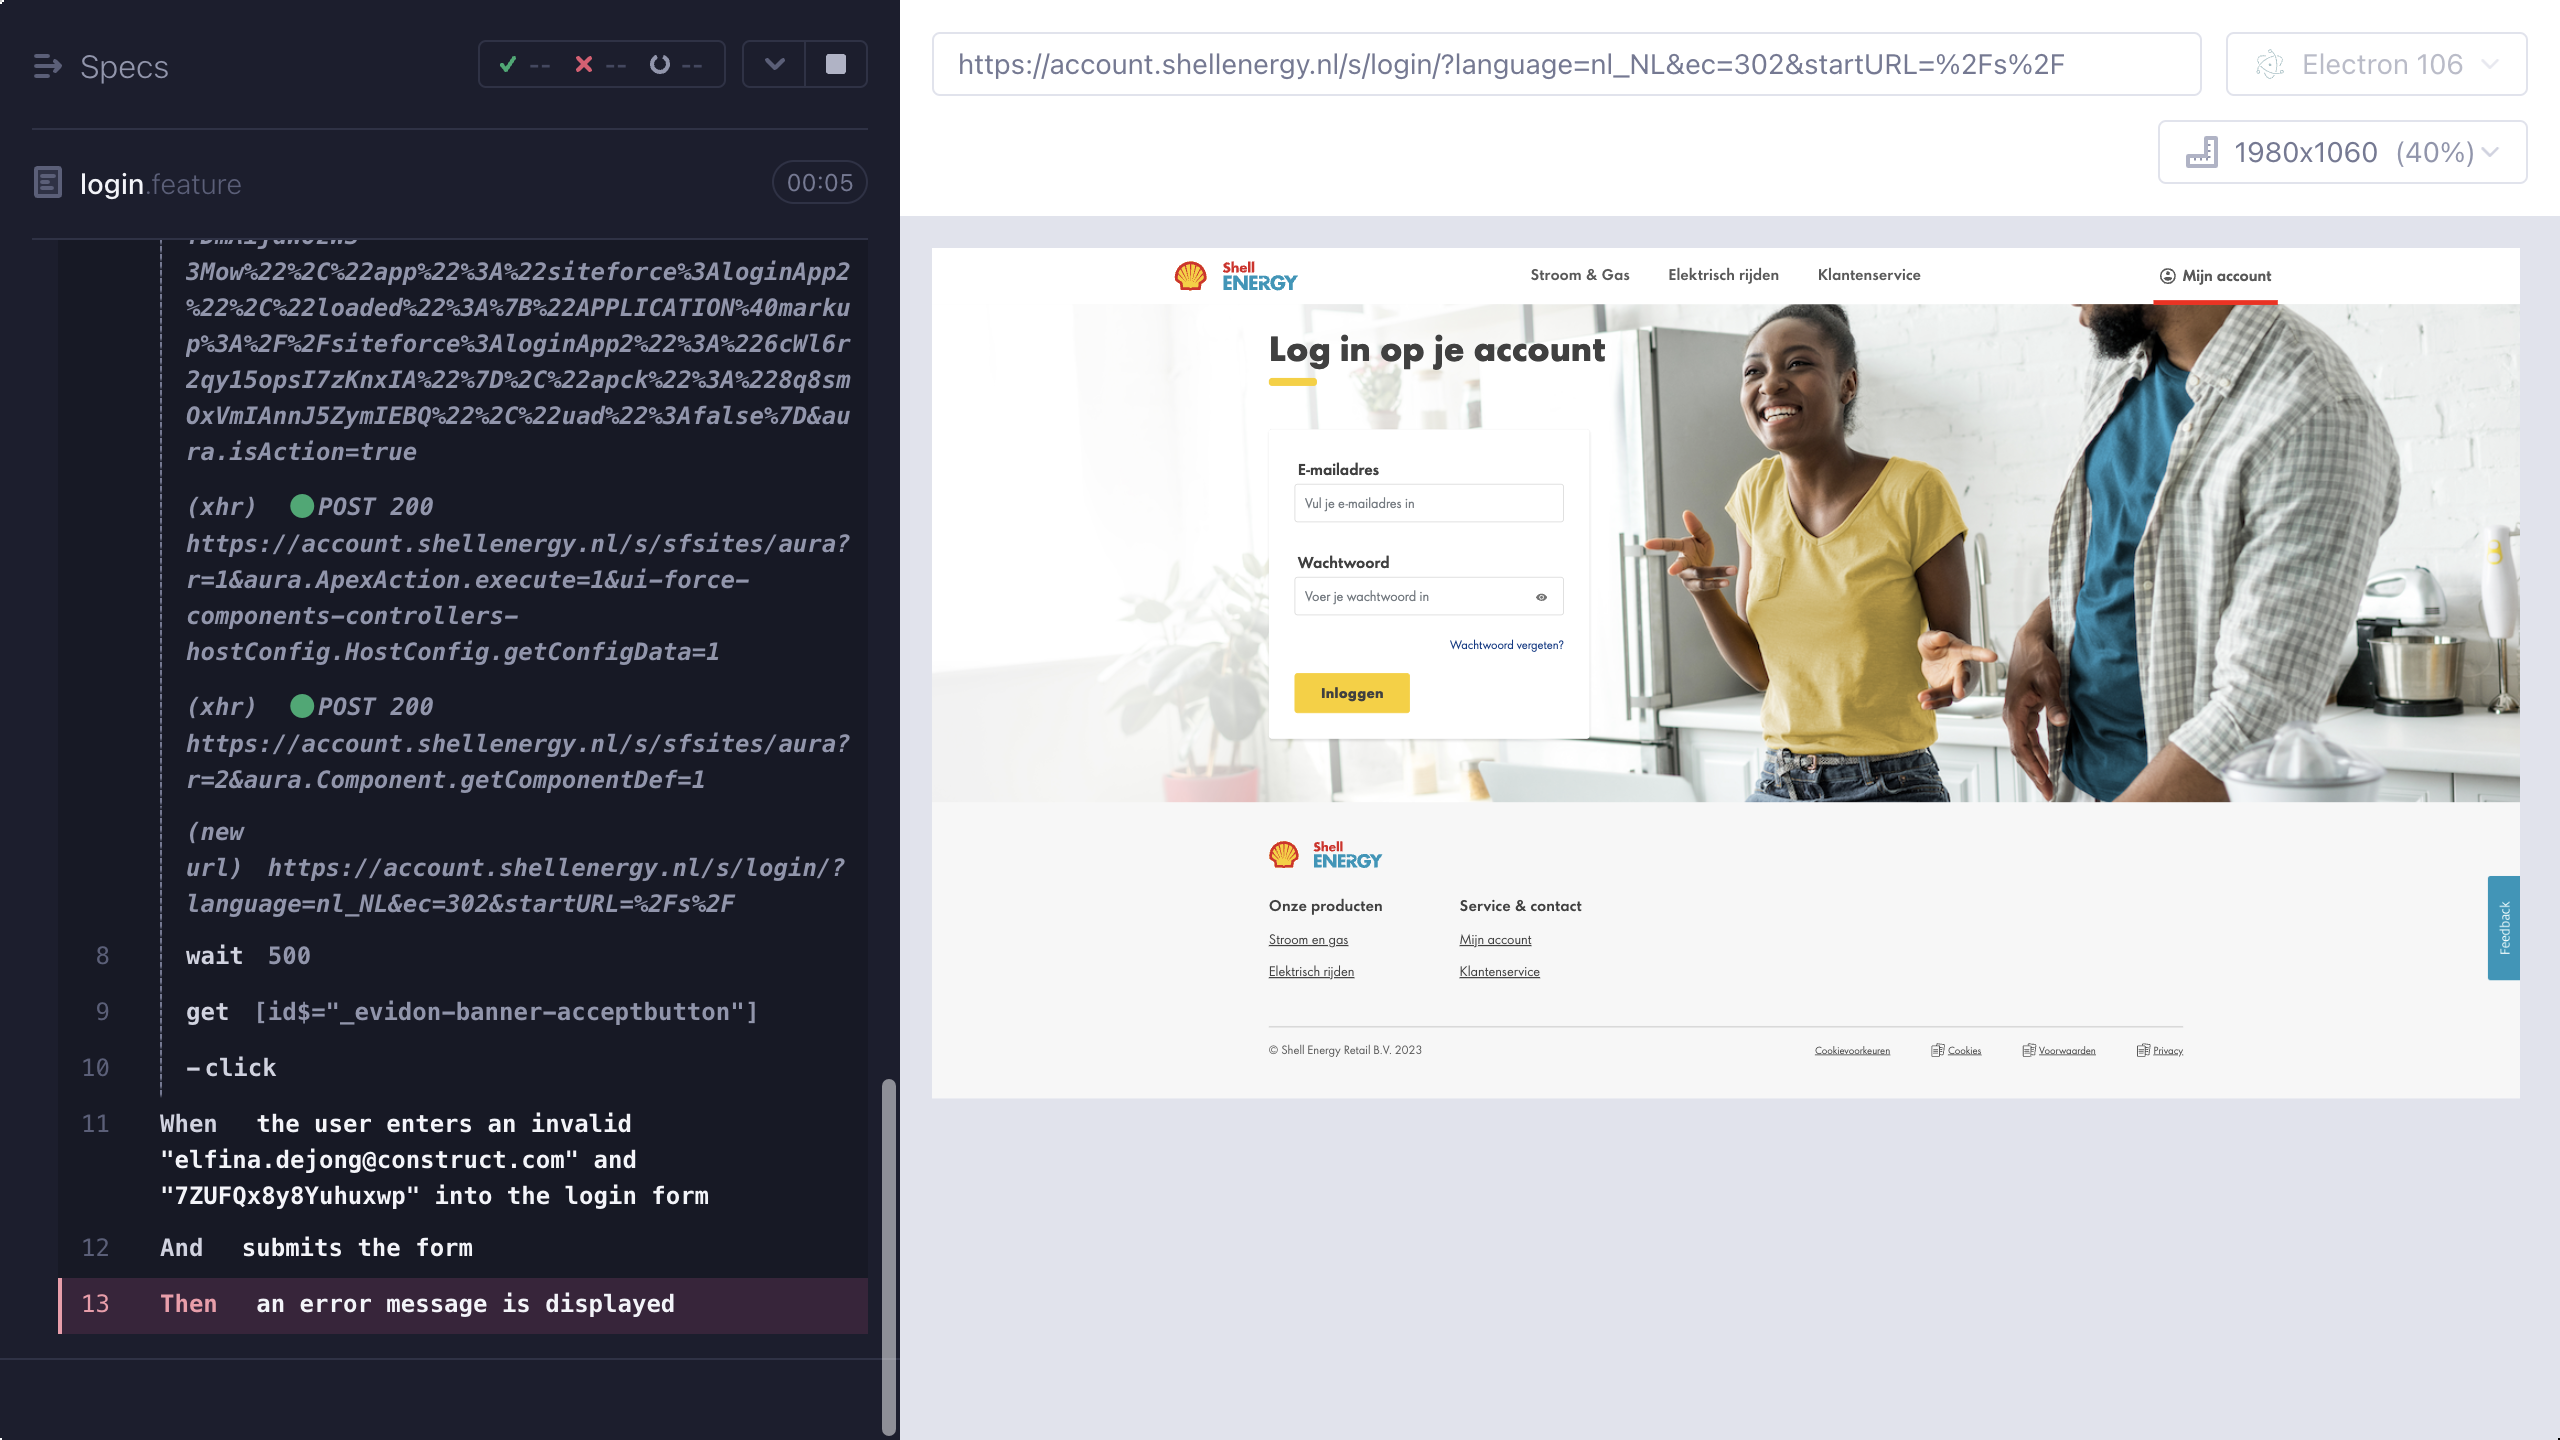 Specs
-- -- --
login.feature
00:05
3Mow%22%2C%22app%22%3A%22siteforce%3AloginApp2
%22%2C%22loaded%22%3A%7B%22APPLICATION%40marku
p%3A%2F%2Fsiteforce%3AloginApp2%22%3A%226cWl6r
2qy15opsI7zKnxIA%22%7D%2C%22apck%22%3A%228q8sm
OxVmIAnnJ5ZymIEBQ%22%2C%22uad%22%3Afalse%7D&au
ra.isAction=true
(xhr) POST 200
https://account.shellenergy.nl/s/sfsites/aura?
r=1&aura.ApexAction.execute=1&ui-force-
components-controllers-
hostConfig.HostConfig.getConfigData=1
(xhr) POST 200
https://account.shellenergy.nl/s/sfsites/aura?
r=2&aura.Component.getComponentDef=1
(new
url) https://account.shellenergy.nl/s/login/?
language=nl_NL&ec=302&startURL=%2Fs%2F
8 wait 500
9 get [id$="_evidon-banner-acceptbutton"]
10 -click
11 When the user enters an invalid
"elfina.dejong@construct.com" and
"7ZUFQx8y8Yuhuxwp" into the login form
12 And submits the form
13 Then an error message is displayed
https://account.shellenergy.nl/s/login/?language=nl_NL&ec=302&startURL=%2Fs%2F
Electron 106
1980x1060 (40%)
Shell
ENERGY
Stroom & Gas Elektrisch rijden Klantenservice
Mijn account
Log in op je account
E-mailadres
Vul je e-mailadres in
Wachtwoord
Voer je wachtwoord in
Wachtwoord vergeten?
Inloggen
Shell
ENERGY
Onze producten Service & contact
Stroom en gas Mijn account
Elektrisch rijden Klantenservice
Feedback
© Shell Energy Retail B.V. 2023
Cookievoorkeuren Cookies Voorwaarden Privacy